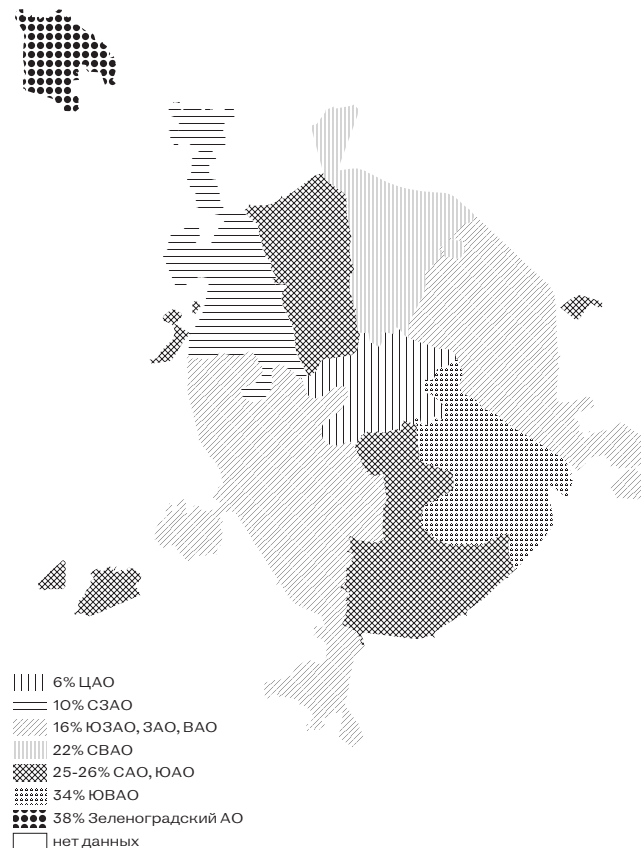 6% ЦАО
10% СЗАО
16% ЮЗАО, ЗАО, ВАО
22% СВАО
25-26% САО, ЮАО
34% ЮВАО
38% Зеленоградский АО
нет данных